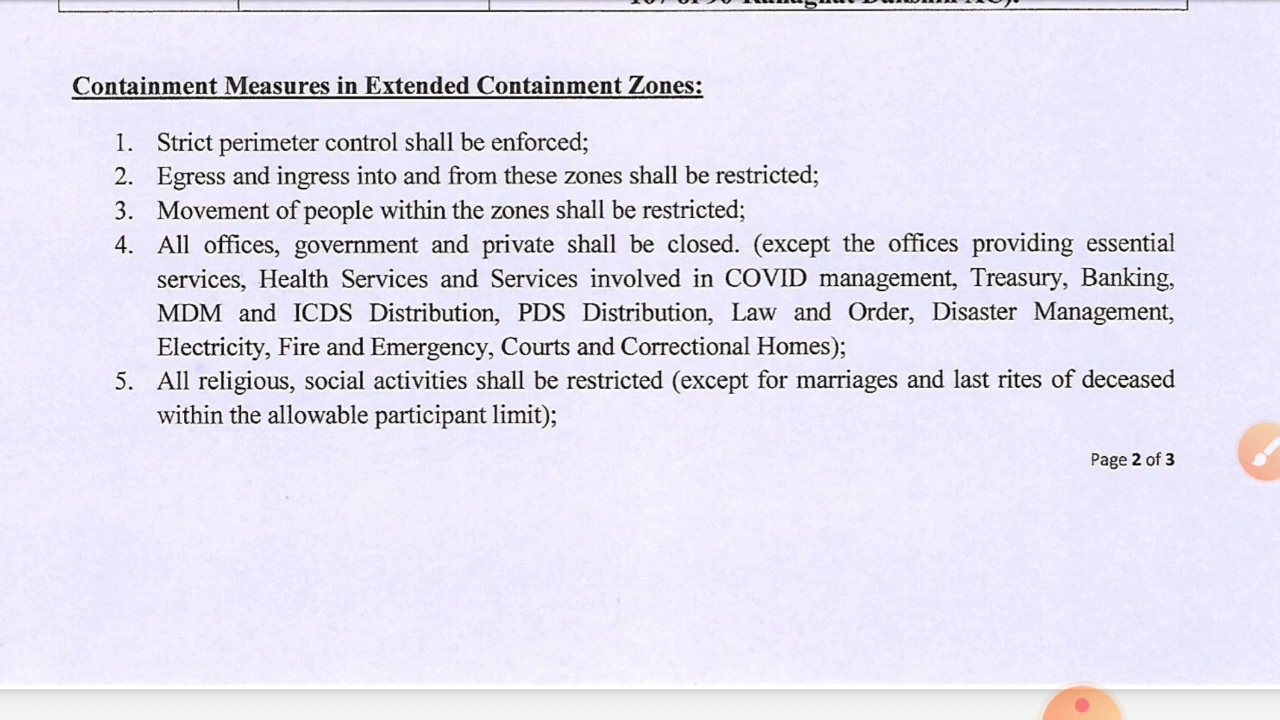 Containment Measures in Extended Containment Zones:
1. Strict perimeter control shall be enforced;
2. Egress and ingress into and from these zones shall be restricted;
3. Movement of people within the zones shall be restricted;
4. All offices, government and private shall be closed. (except the offices providing essential
services, Health Services and Services involved in COVID management, Treasury, Banking,
MDM and ICDS Distribution, PDS Distribution, Law and Order, Disaster Management,
Electricity, Fire and Emergency, Courts and Correctional Homes);
5. All religious, social activities shall be restricted (except for marriages and last rites of deceased
within the allowable participant limit);
Page 2 of 3